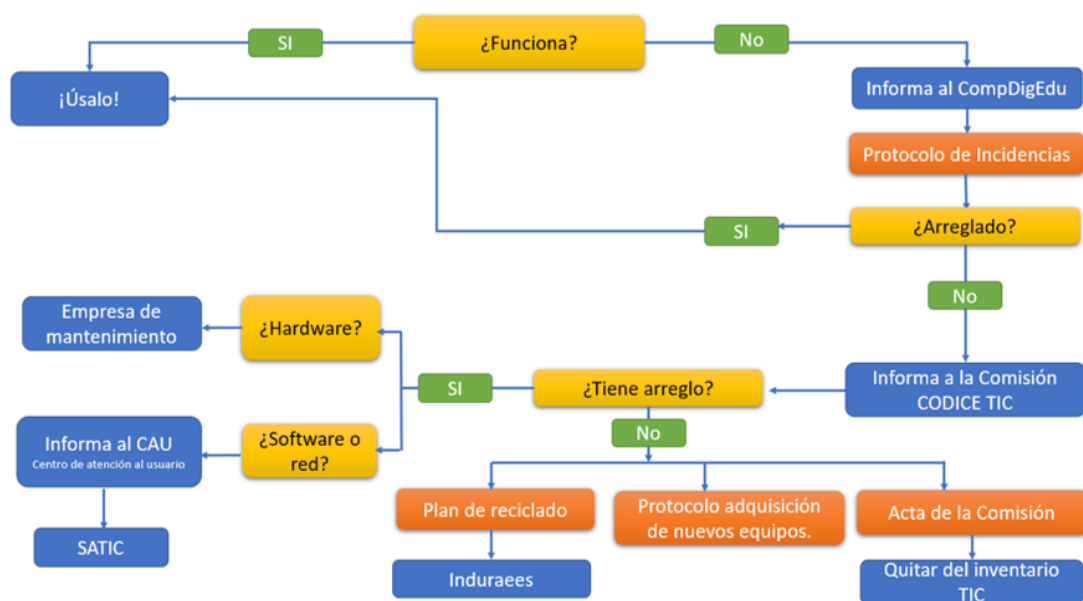 SI
¿Funciona?
No
¡Úsalo!
Informa al CompDigEdu
Protocolo de Incidencias
SI
¿Arreglado?
No
Empresa de
mantenimiento
¿Hardware?
SI
¿Tiene arreglo?
Informa a la Comisión
CODICE TIC
No
Informa al CAU
Centro de atención al usuario
¿Software o
red?
Plan de reciclado
Protocolo adquisición
de nuevos equipos.
Acta de la Comisión
SATIC
Induraees
Quitar del inventario
TIC